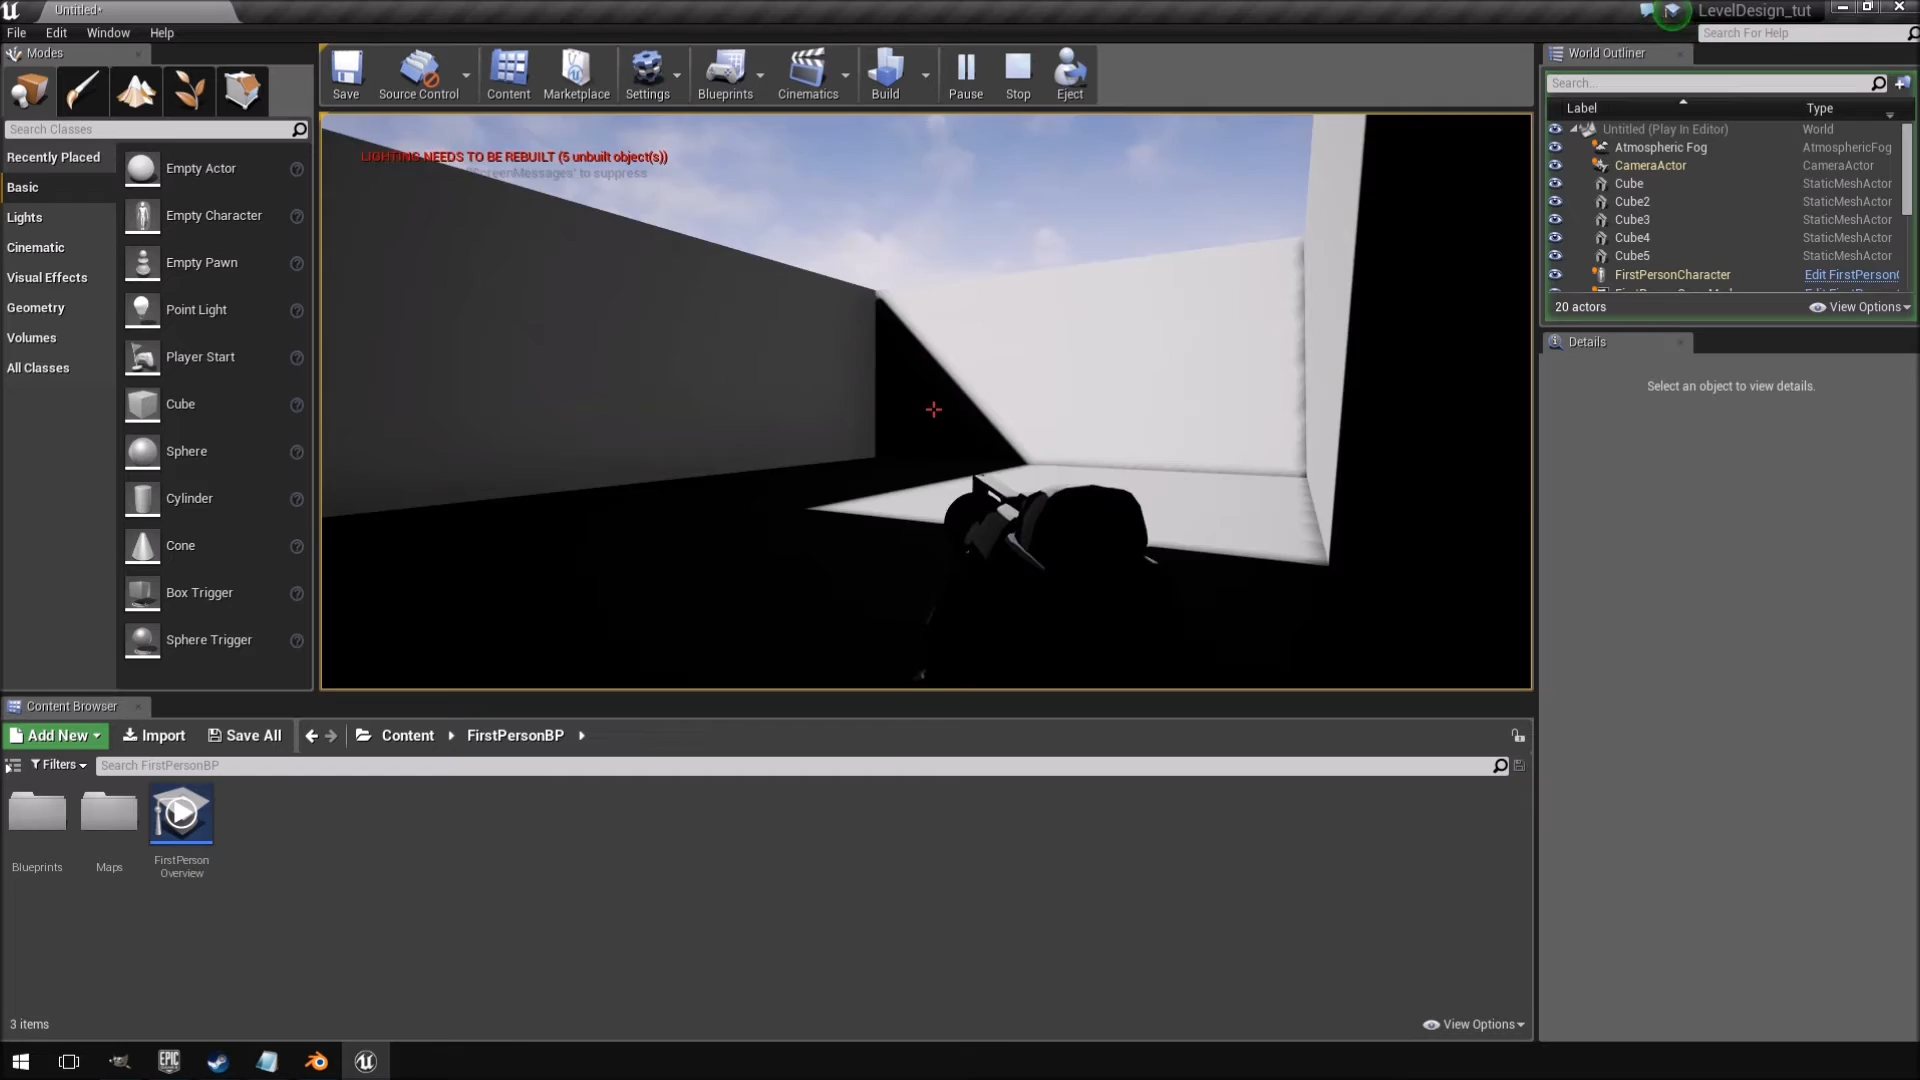 Untitled*
LevelDesign_tut
File Edit Window Help
Search For Help
Modes
Save
Source Control
Content
Marketplace
Settings
Blueprints
Cinematics
Build
Pause
Stop
Eject
Search Classes
Recently Placed
Basic
Lights
Cinematic
Visual Effects
Geometry
Volumes
All Classes
Empty Actor
Empty Character
Empty Pawn
Point Light
Player Start
Cube
Sphere
Cylinder
Cone
Box Trigger
Sphere Trigger
LIGHTING NEEDS TO BE REBUILT (5 unbuilt object(s))
ScreenMessages' to suppress
World Outliner
Search...
Label Type
Untitled (Play In Editor) World
Atmospheric Fog AtmosphericFog
CameraActor CameraActor
Cube StaticMeshActor
Cube2 StaticMeshActor
Cube3 StaticMeshActor
Cube4 StaticMeshActor
Cube5 StaticMeshActor
FirstPersonCharacter Edit FirstPerson
20 actors View Options
Details
Select an object to view details.
Content Browser
Add New Import Save All Content FirstPersonBP
Filters Search FirstPersonBP
Blueprints
Maps
FirstPerson
Overview
3 items View Options
EPIC